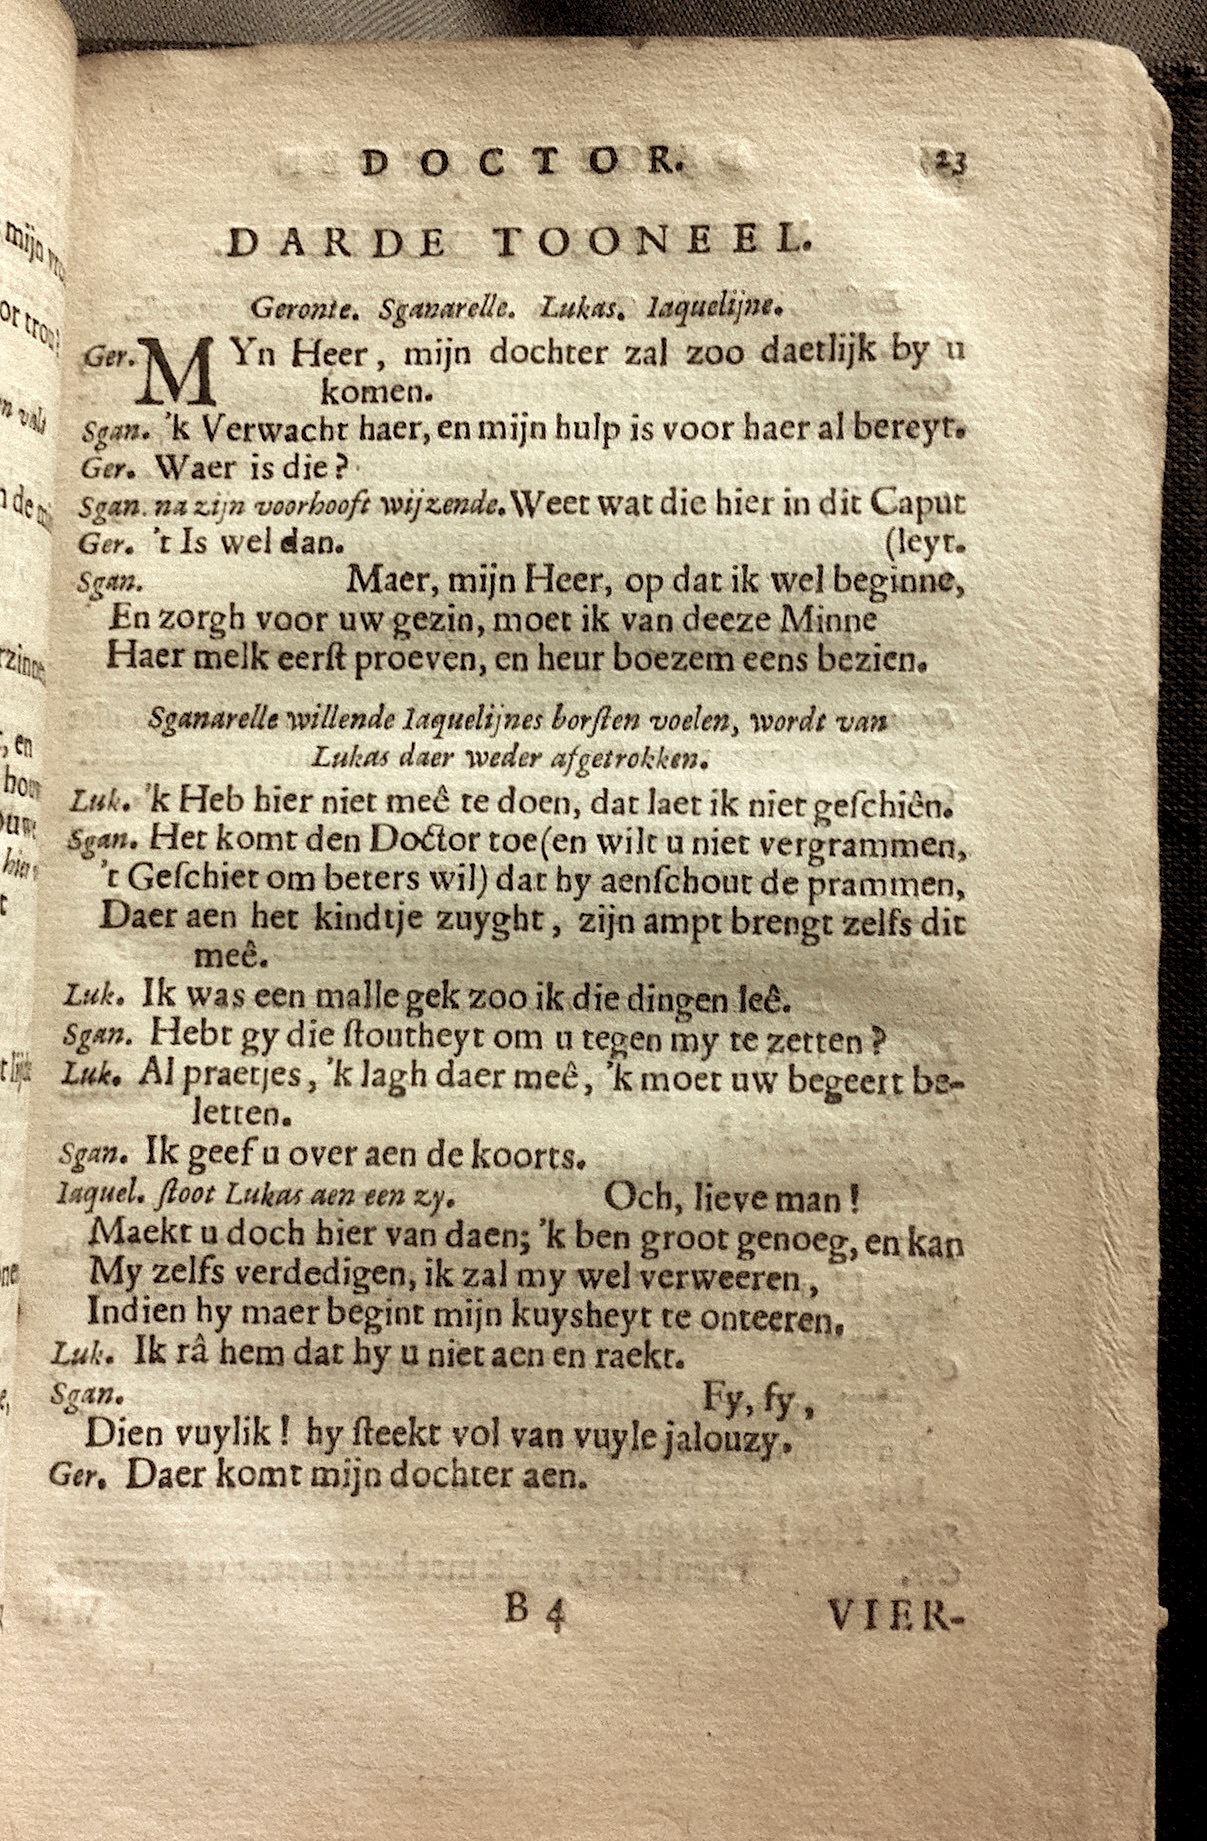 DOCTOR. 23
DARDE TOONEEL.
Geronte. Sganarelle. Lukas. Iaquelijne.
Ger. MYn Heer, mijn dochter zal zoo daetlijk by u
komen.
Sgan. 'k Verwacht haer, en mijn hulp is voor haer al bereyt.
Ger. Waer is die?
Sgan. na zijn voorhooft wijzende. Weet wat die hier in dit Caput
Ger. 't Is wel dan. (leyt.
Sgan. Maer, mijn Heer, op dat ik wel beginne,
En zorgh voor uw gezin, moet ik van deeze Minne
Haer melk eerſt proeven, en heur boezem eens bezien.
Sganarelle willende Iaquelijnes borſten voelen, wordt van
Lukas daer weder afgetrokken.
Luk. 'k Heb hier niet meê te doen, dat laet ik niet geſchiên.
Sgan. Het komt den Doctor toe (en wilt u niet vergrammen,
't Geſchiet om beters wil) dat hy aenſchout de prammen,
Daer aen het kindtje zuyght, zijn ampt brengt zelfs dit
meê.
Luk. Ik was een malle gek zoo ik die dingen leê.
Sgan. Hebt gy die ſtoutheyt om u tegen my te zetten?
Luk. Al praetjes, 'k lagh daer meê, 'k moet uw begeert be-
letten.
Sgan. Ik geef u over aen de koorts.
Iaquel. ſtoot Lukas aen een zy. Och, lieve man!
Maekt u doch hier van daen; 'k ben groot genoeg, en kan
My zelfs verdedigen, ik zal my wel verweeren,
Indien hy maer begint mijn kuysheyt te onteeren.
Luk. Ik râ hem dat hy u niet aen en raekt.
Sgan. Fy, fy,
Dien vuylik! hy ſteekt vol van vuyle jalouzy.
Ger. Daer komt mijn dochter aen.
B 4 VIER-